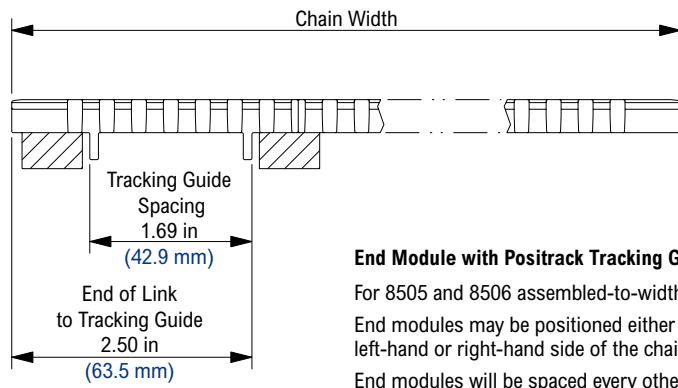 Chain Width
Tracking Guide
Spacing
1.69 in
(42.9 mm)
End of Link
to Tracking Guide
2.50 in
(63.5 mm)
End Module with Positrack Tracking G
For 8505 and 8506 assembled-to-width
End modules may be positioned either
left-hand or right-hand side of the chai
End modules will be spaced every othe